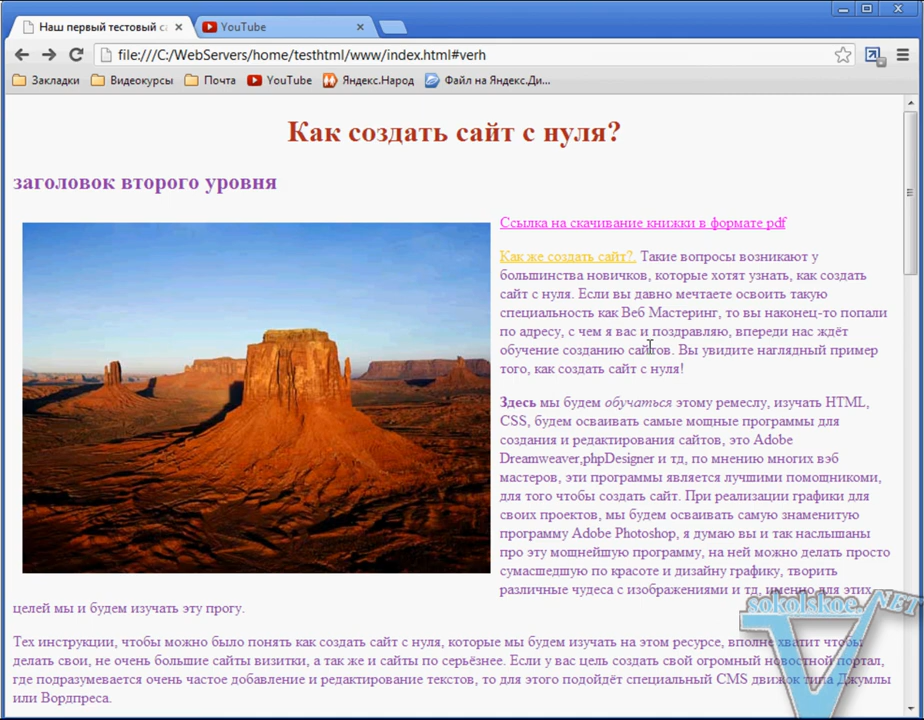 Наш первый тестовый са
YouTube
file:///C:/WebServers/home/testhtml/www/index.html#verh
Закладки Видеокурсы Почта YouTube Яндекс.Народ Файл на Яндекс.Ди...
Как создать сайт с нуля?
заголовок второго уровня
Ссылка на скачивание книжки в формате pdf
Как же создать сайт?. Такие вопросы возникают у
большинства новичков, которые хотят узнать, как создать
сайт с нуля. Если вы давно мечтаете освоить такую
специальность как Веб Мастеринг, то вы наконец-то попали
по адресу, с чем я вас и поздравляю, впереди нас ждёт
обучение созданию сайтов. Вы увидите наглядный пример
того, как создать сайт с нуля!
Здесь мы будем обучаться этому ремеслу, изучать HTML,
CSS, будем осваивать самые мощные программы для
создания и редактирования сайтов, это Adobe
Dreamweaver,phpDesigner и тд, по мнению многих вэб
мастеров, эти программы является лучшими помощникоми,
для того чтобы создать сайт. При реализации графики для
своих проектов, мы будем осваивать самую знаменитую
программу Adobe Photoshop, я думаю вы и так наслышаны
про эту мощнейшую программу, на ней можно делать просто
сумасшедшую по красоте и дизайну графику, творить
различные чудеса с изображениями и тд, именно для этих
целей мы и будем изучать эту прогу.
Тех инструкции, чтобы можно было понять как создать сайт с нуля, которые мы будем изучать на этом ресурсе, вполне хватит чтобы
делать свои, не очень большие сайты визитки, а так же и сайты по серьёзнее. Если у вас цель создать свой огромный новостной портал,
где подразумевается очень частое добавление и редактирование текстов, то для этого подойдёт специальный CMS движок типа Джумлы
или Вордпреса.
sokolskoe.NET